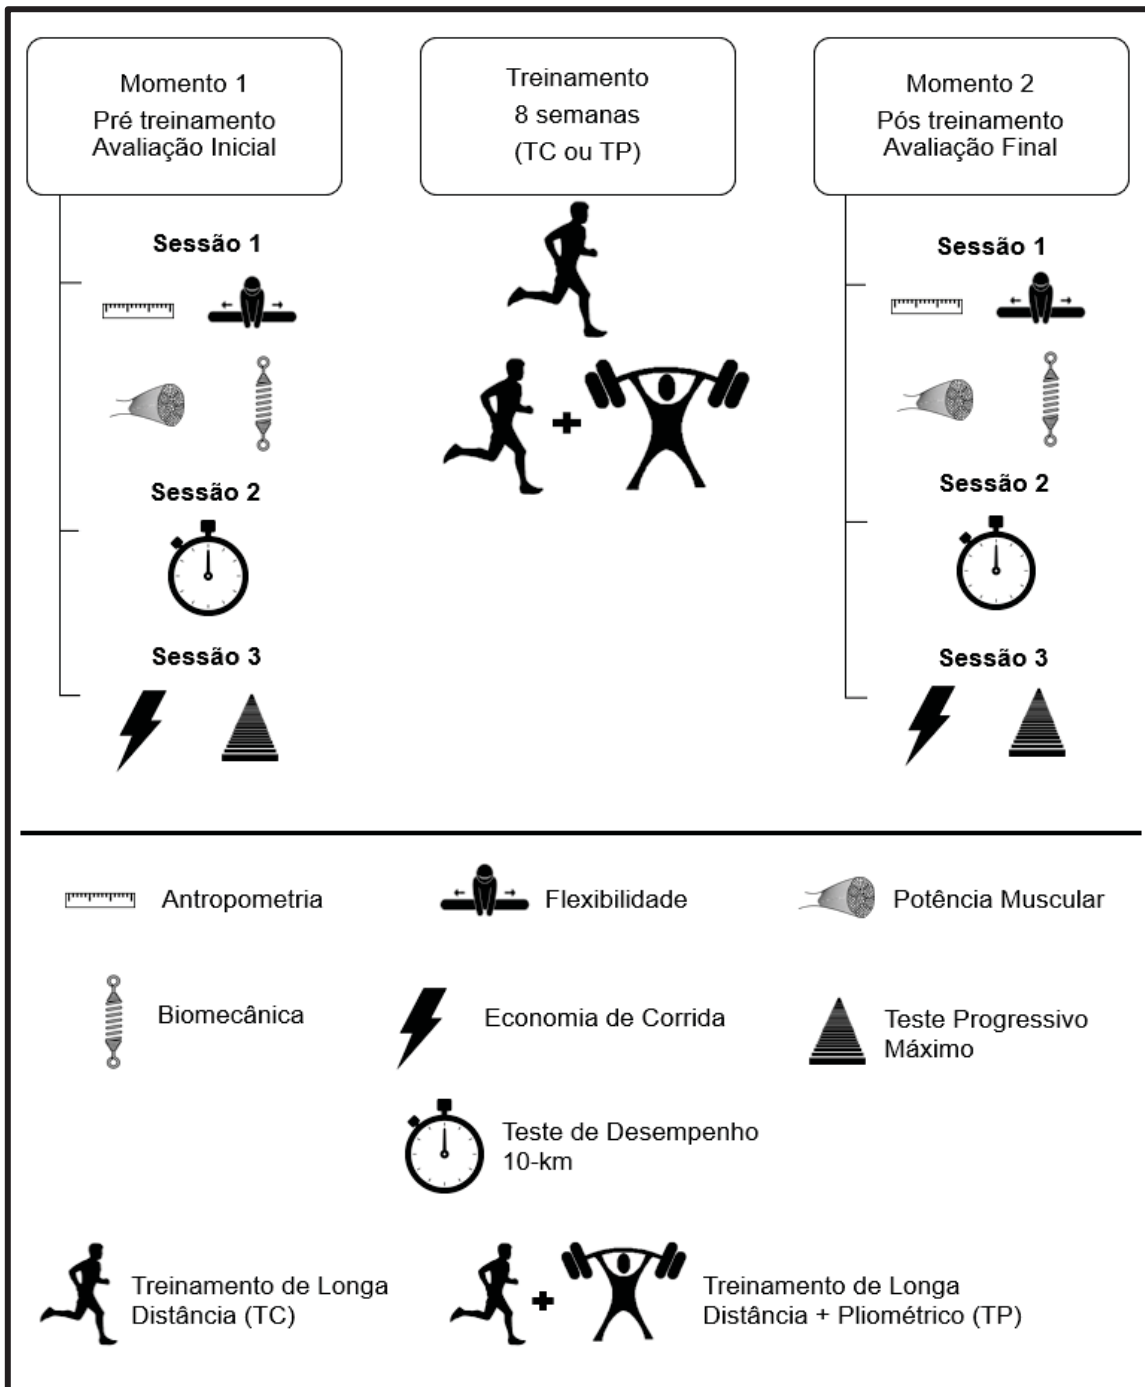 Momento 1
Pré treinamento
Avaliação Inicial
Sessão 1
Sessão 2
Sessão 3
Treinamento
8 semanas
(TC ou TP)
Momento 2
Pós treinamento
Avaliação Final
Sessão 1
Sessão 2
Sessão 3
Antropometria
Flexibilidade
Potência Muscular
Biomecânica
Economia de Corrida
Teste Progressivo
Máximo
Teste de Desempenho
10-km
Treinamento de Longa
Distância (TC)
Treinamento de Longa
Distância + Pliométrico (TP)